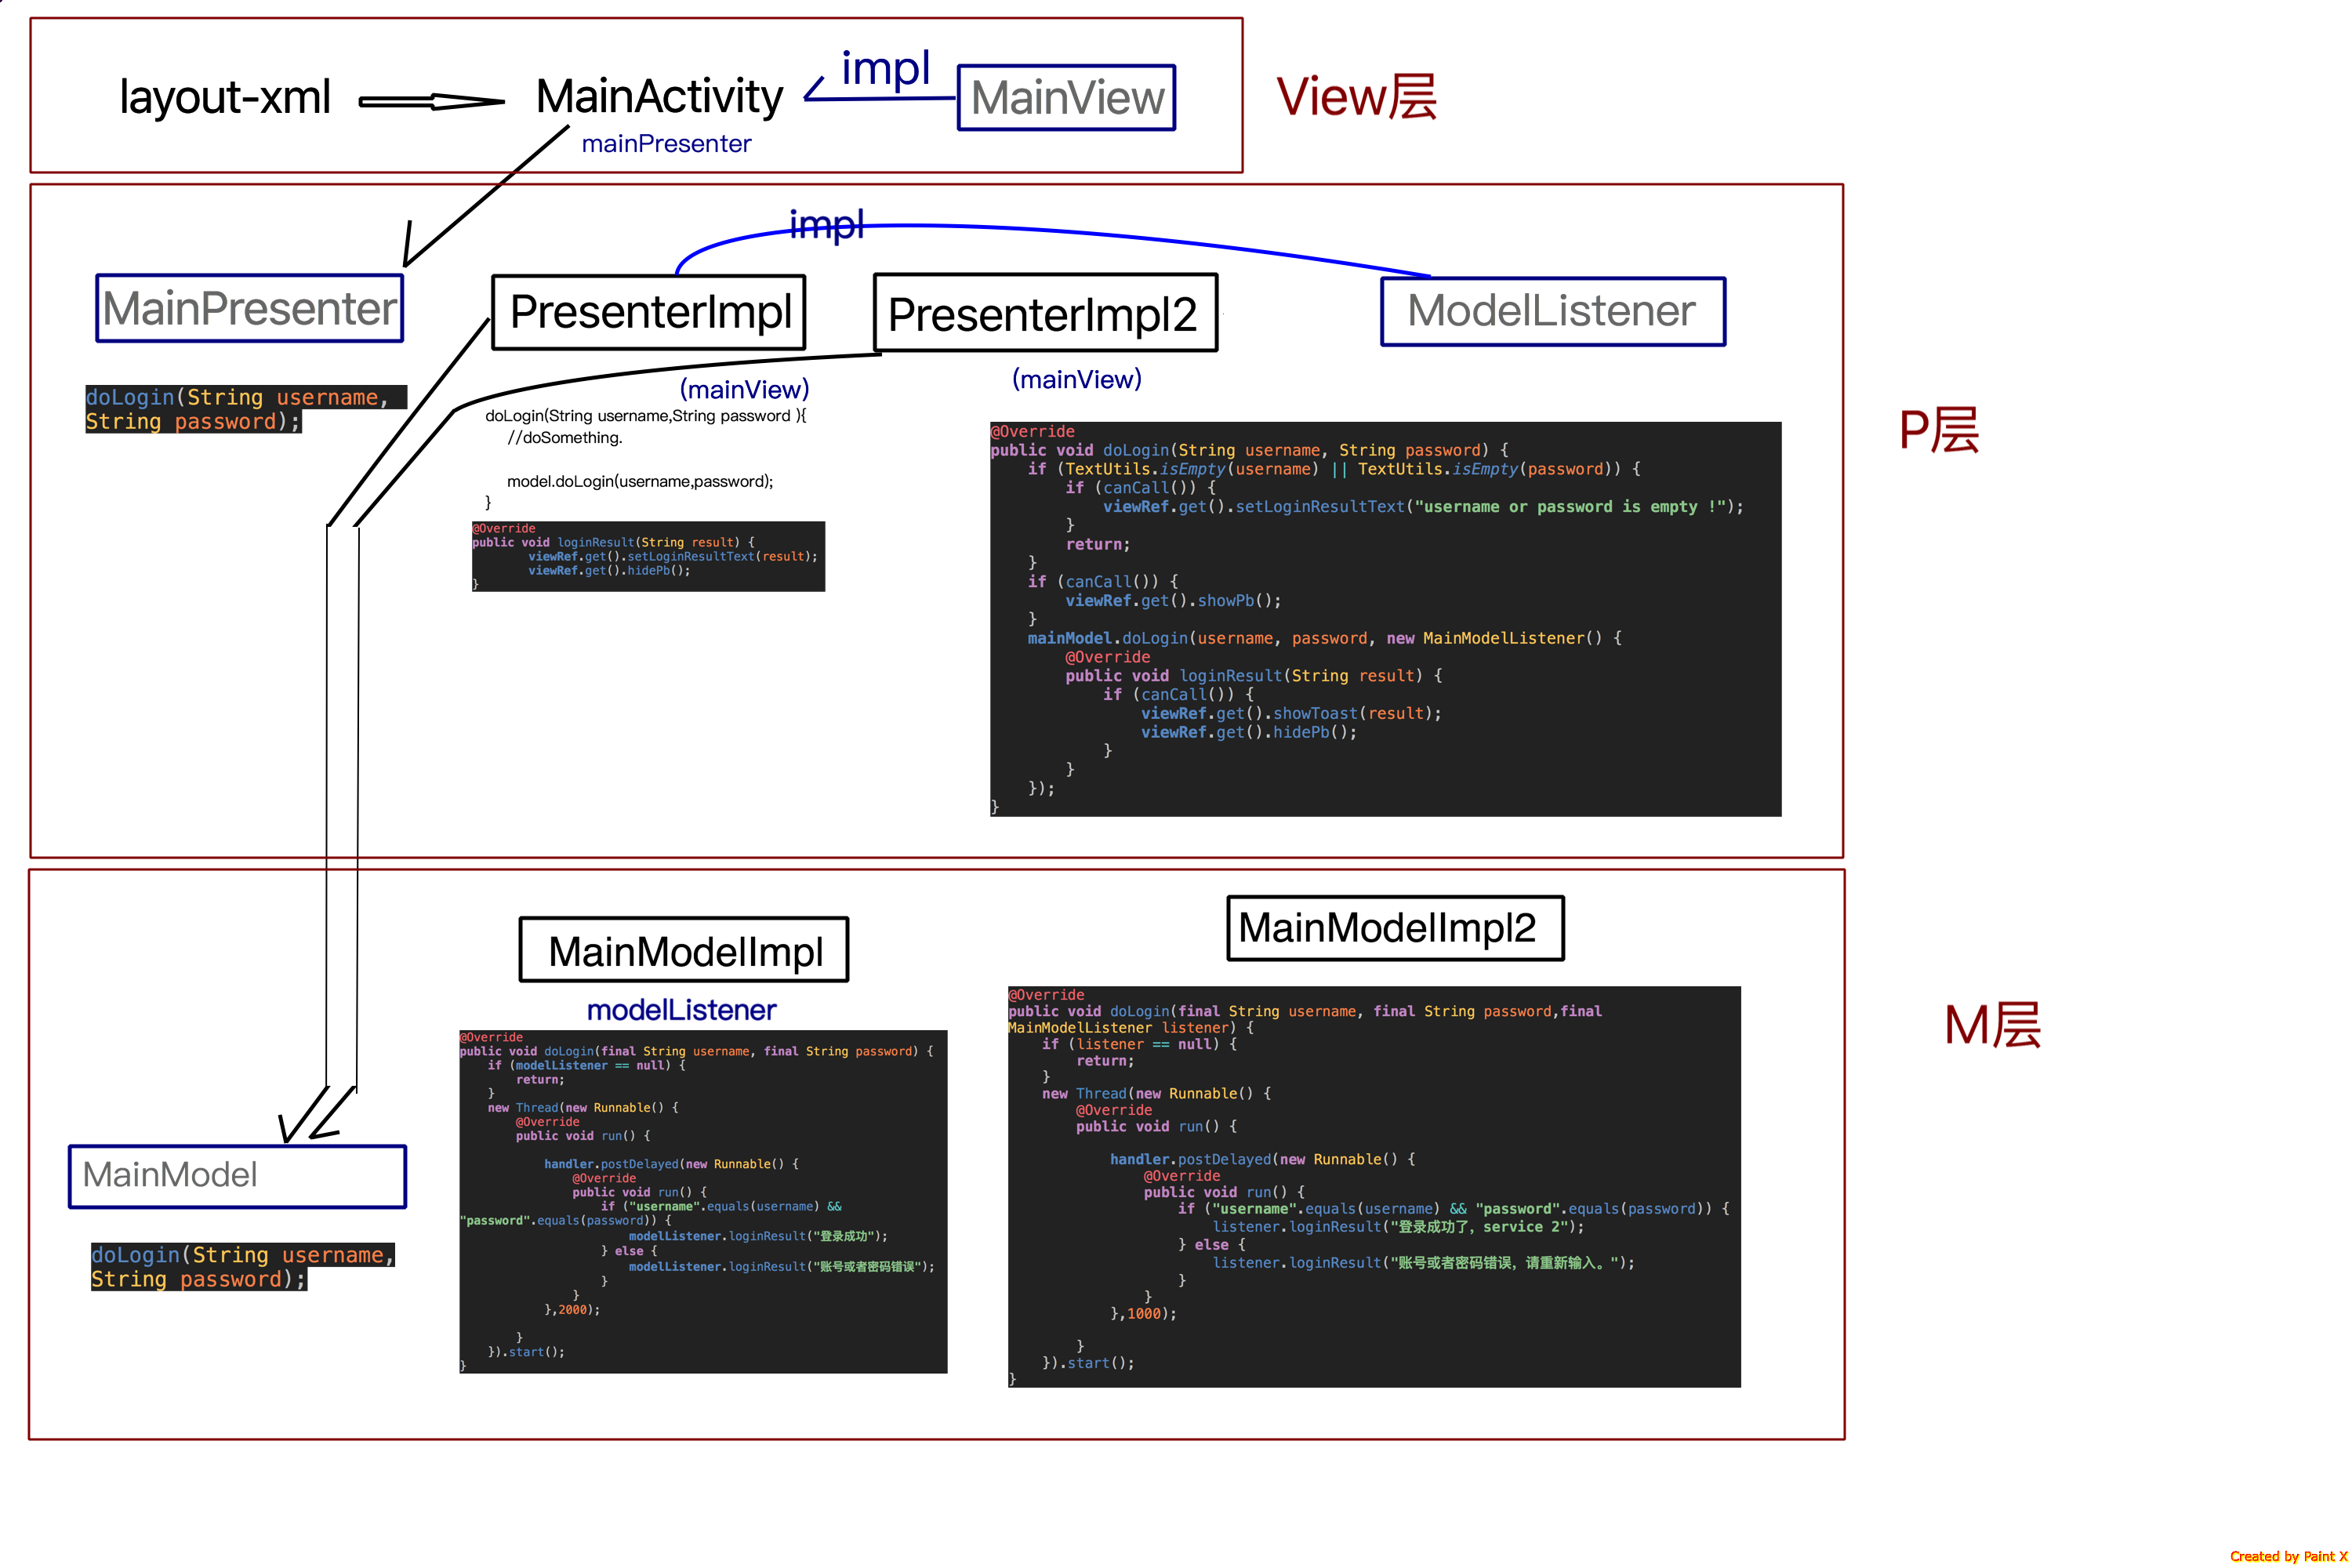 layout-xml
MainActivity
impl
MainView
View层
mainPresenter
impl
MainPresenter
PresenterImpl
PresenterImpl2
ModelListener
P层
doLogin(String username,
String password);
(mainView)
doLogin(String username,String password ){
//doSomething.
model.doLogin(username,password);
}
@Override
public void loginResult(String result) {
viewRef.get().setLoginResultText(result);
viewRef.get().hidePb();
}
(mainView)
@Override
public void doLogin(String username, String password) {
if (TextUtils.isEmpty(username) || TextUtils.isEmpty(password)) {
if (canCall()) {
viewRef.get().setLoginResultText("username or password is empty !");
}
return;
}
if (canCall()) {
viewRef.get().showPb();
}
mainModel.doLogin(username, password, new MainModelListener() {
@Override
public void loginResult(String result) {
if (canCall()) {
viewRef.get().showToast(result);
viewRef.get().hidePb();
}
}
});
}
MainModelImpl
MainModelImpl2
M层
MainModel
doLogin(String username,
String password);
modelListener
@Override
public void doLogin(final String username, final String password) {
if (modelListener == null) {
return;
}
new Thread(new Runnable() {
@Override
public void run() {
handler.postDelayed(new Runnable() {
@Override
public void run() {
if ("username".equals(username) &&
"password".equals(password)) {
modelListener.loginResult("登录成功");
} else {
modelListener.loginResult("账号或者密码错误");
}
}
},2000);
}
}).start();
}
@Override
public void doLogin(final String username, final String password,final
MainModelListener listener) {
if (listener == null) {
return;
}
new Thread(new Runnable() {
@Override
public void run() {
handler.postDelayed(new Runnable() {
@Override
public void run() {
if ("username".equals(username) && "password".equals(password)) {
listener.loginResult("登录成功了，service 2");
} else {
listener.loginResult("账号或者密码错误，请重新输入。");
}
}
},1000);
}
}).start();
}
Created by Paint X